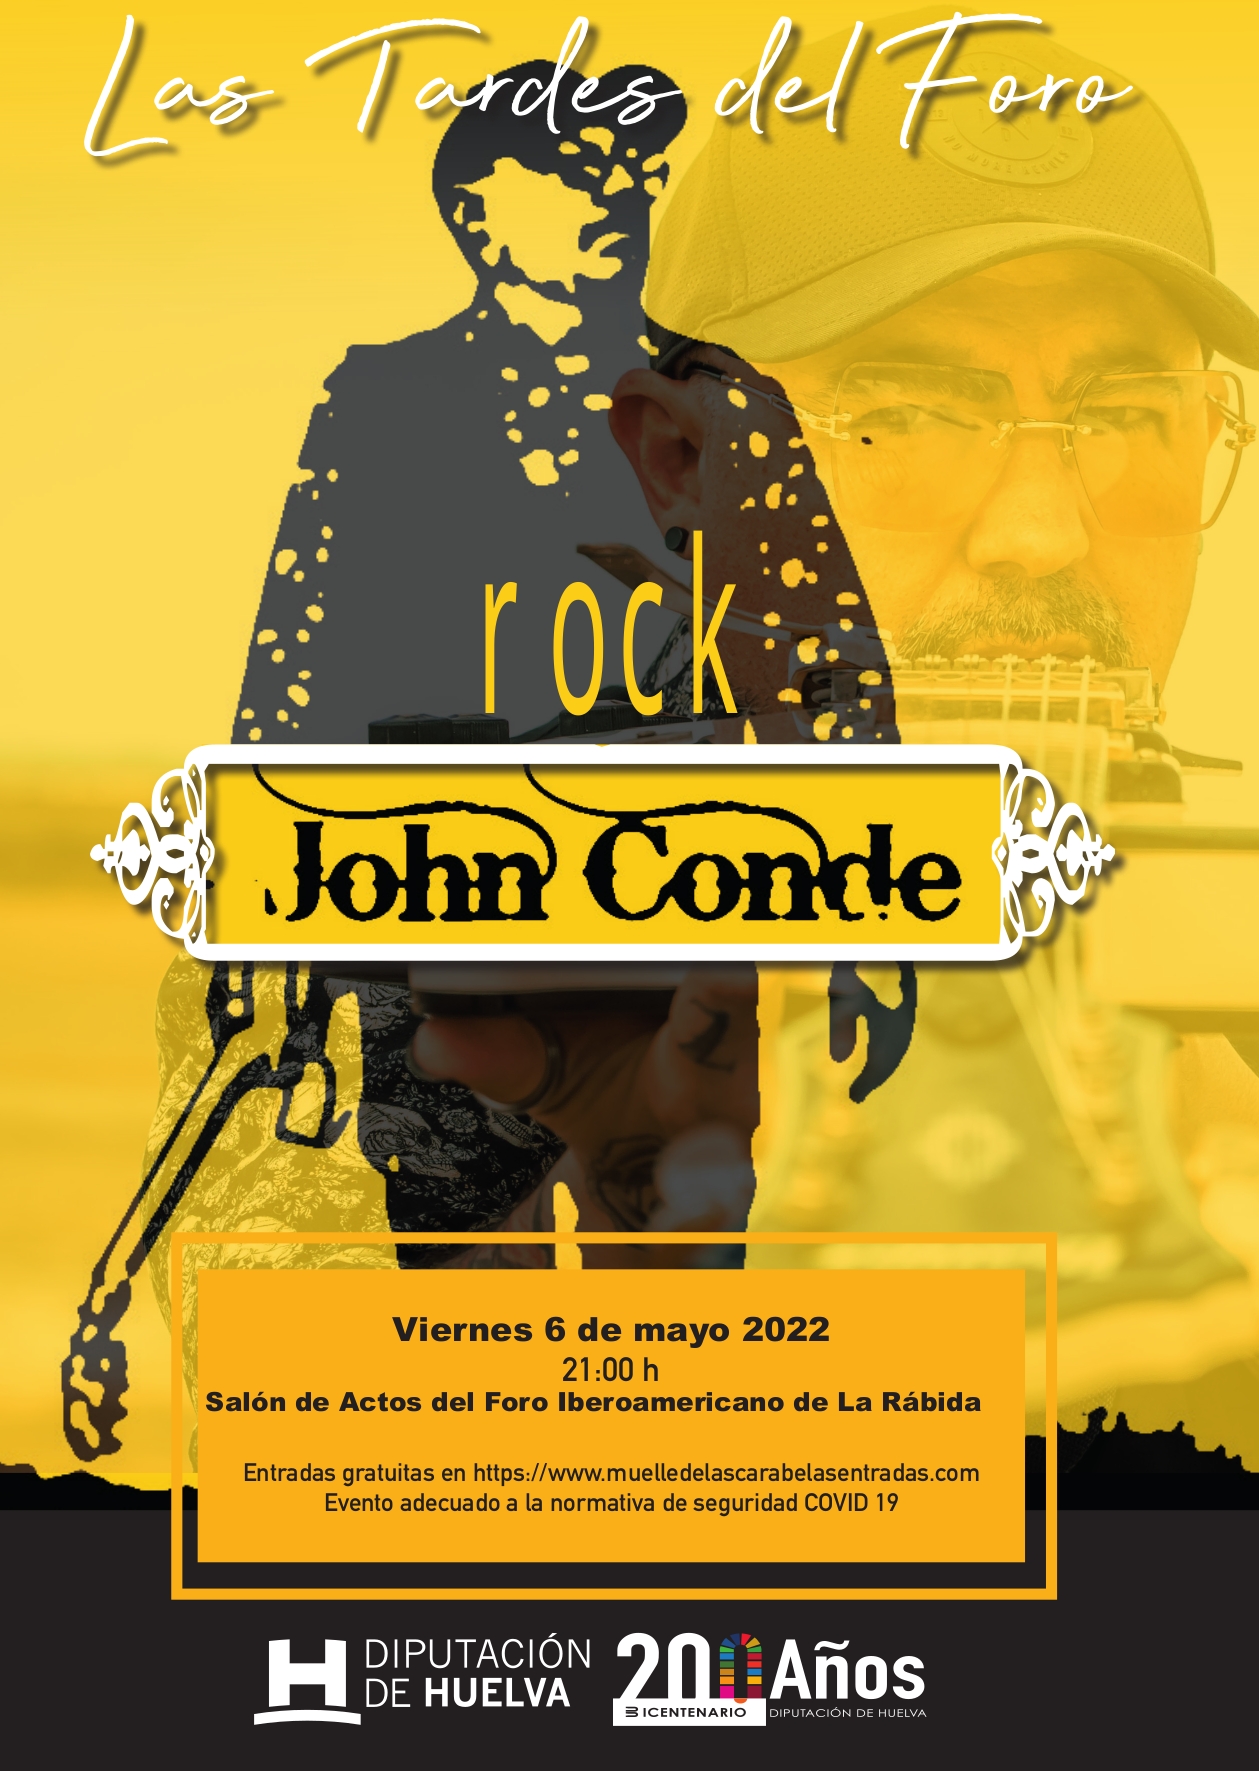 Las Tardes del Foro
rock
John Conde
Viernes 6 de mayo 2022
21:00 h
Salón de Actos del Foro Iberoamericano de La Rábida
Entradas gratuitas en https://www.muelledelascarabelasentradas.com
Evento adecuado a la normativa de seguridad COVID 19
DIPUTACIÓN
DE HUELVA
200 Años
BICENTENARIO DIPUTACIÓN DE HUELVA